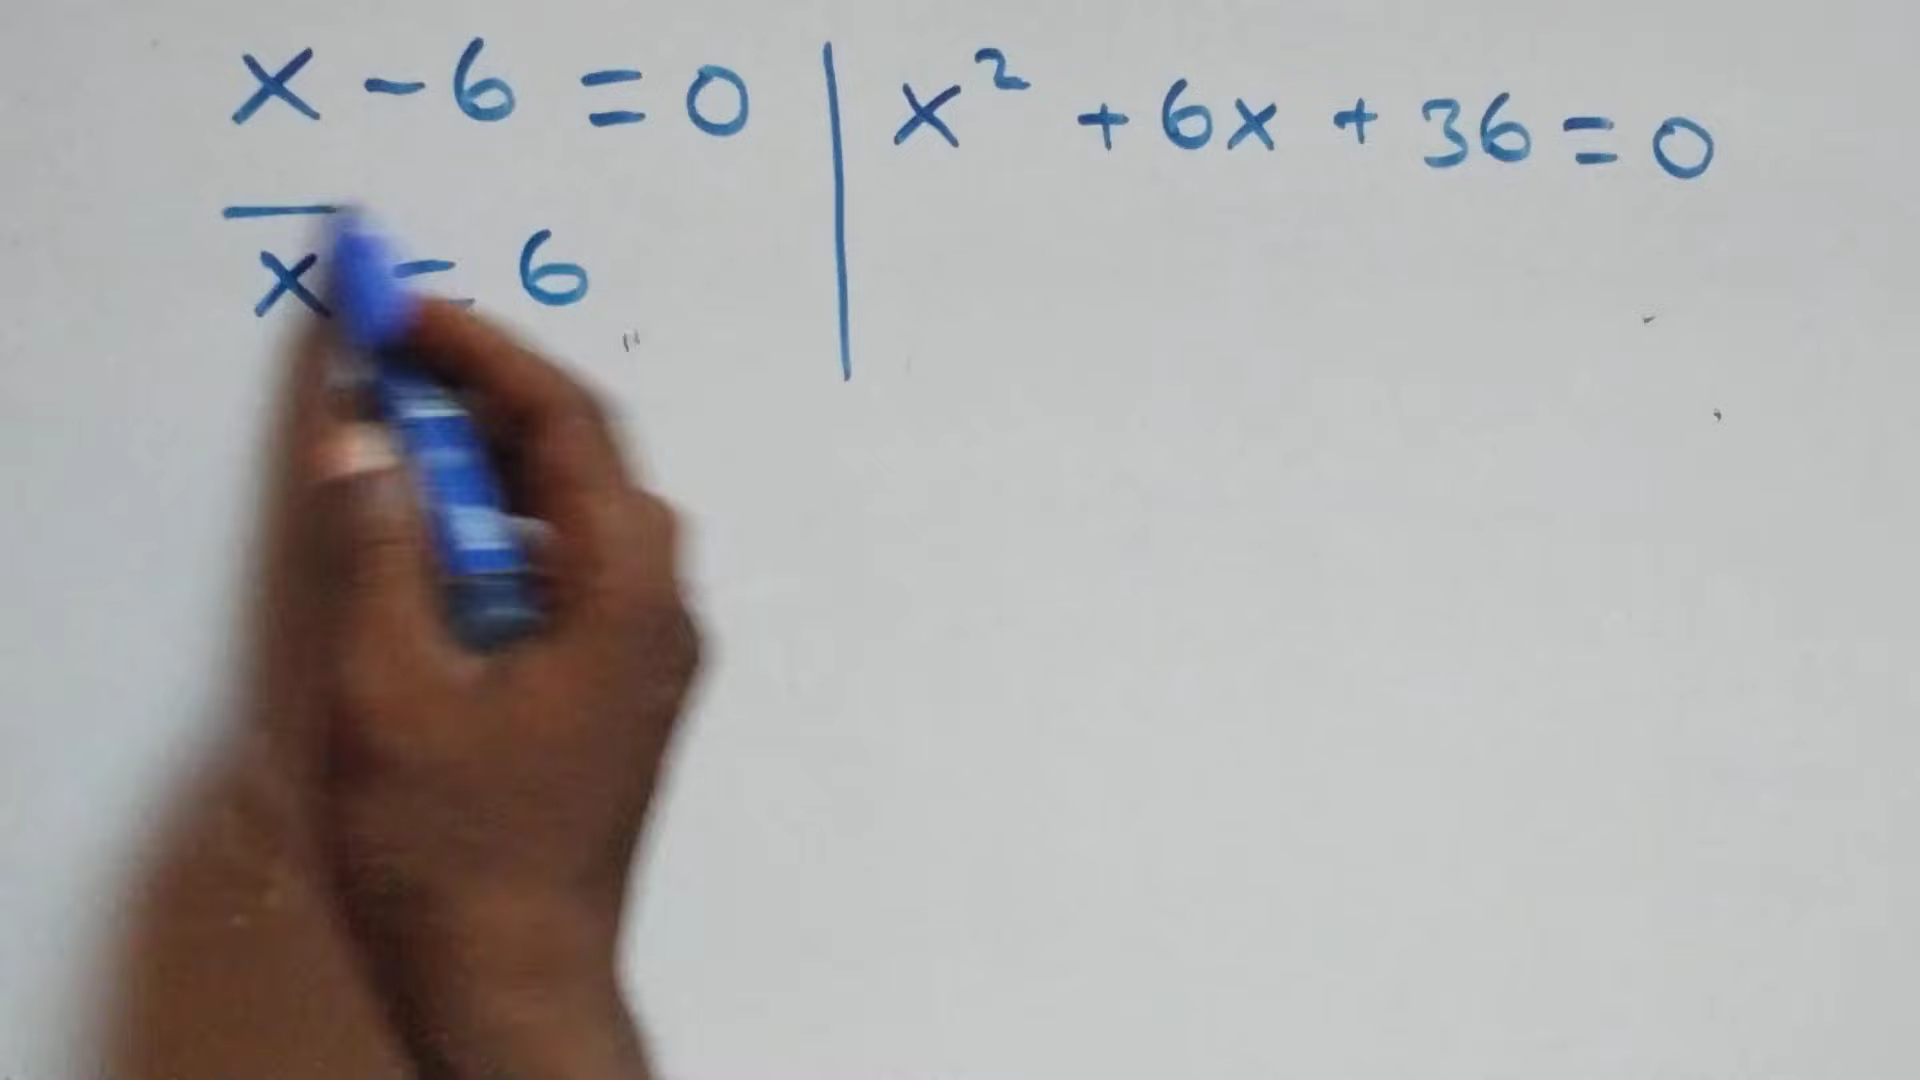 x - 6 = 0 | x² + 6x + 36 = 0
x = 6